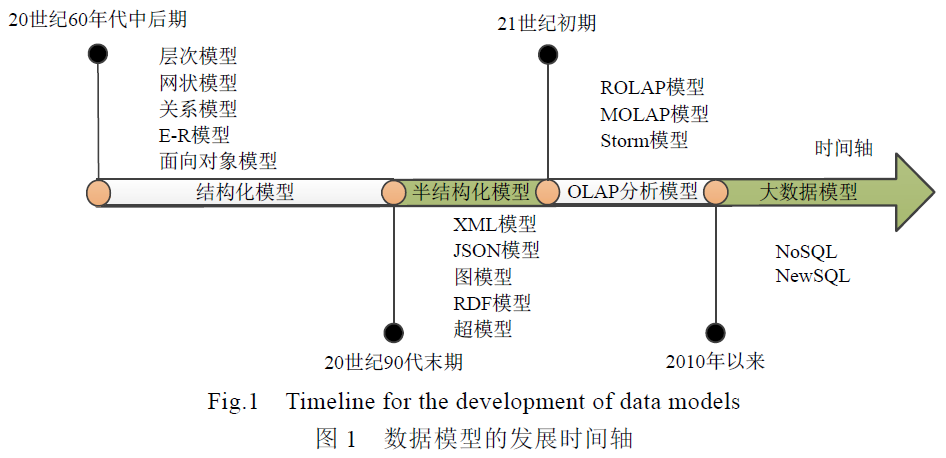 20世纪60年代中后期
层次模型
网状模型
关系模型
E-R模型
面向对象模型
21世纪初期
ROLAP模型
MOLAP模型
Storm模型
时间轴
结构化模型
半结构化模型
OLAP分析模型
大数据模型
XML模型
JSON模型
图模型
RDF模型
超模型
NoSQL
NewSQL
20世纪90代末期
2010年以来
Fig.1 Timeline for the development of data models
图 1 数据模型的发展时间轴